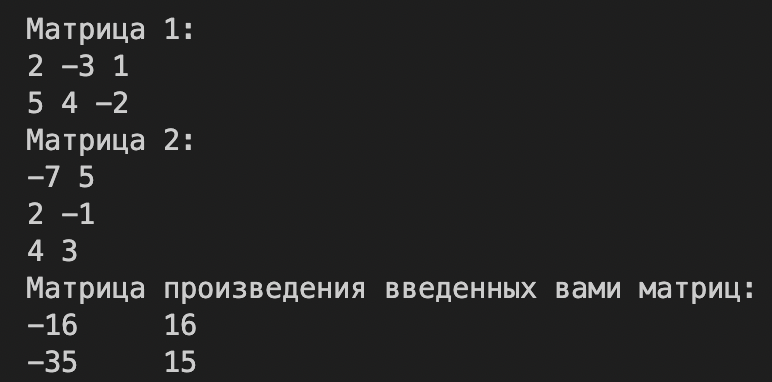 Матрица 1:
2 -3 1
5 4 -2
Матрица 2:
-7 5
2 -1
4 3
Матрица произведения введенных вами матриц:
-16 16
-35 15